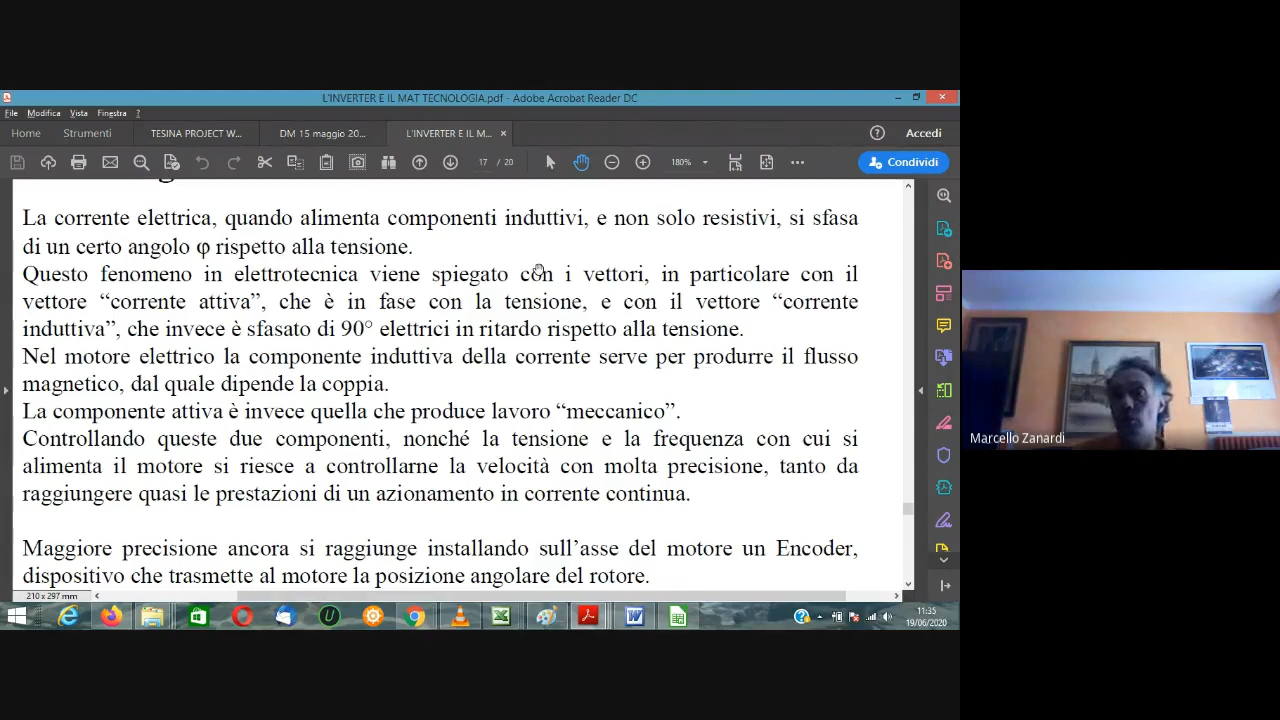 L'INVERTER E IL MAT TECNOLOGIA.pdf - Adobe Acrobat Reader DC
File Modifica Vista Finestra ?
Home Strumenti TESINA PROJECT W... DM 15 maggio 20... L'INVERTER E IL M... × Accedi
17 / 20 180% Condividi
La corrente elettrica, quando alimenta componenti induttivi, e non solo resistivi, si sfasa
di un certo angolo φ rispetto alla tensione.
Questo fenomeno in elettrotecnica viene spiegato con i vettori, in particolare con il
vettore “corrente attiva”, che è in fase con la tensione, e con il vettore “corrente
induttiva”, che invece è sfasato di 90° elettrici in ritardo rispetto alla tensione.
Nel motore elettrico la componente induttiva della corrente serve per produrre il flusso
magnetico, dal quale dipende la coppia.
La componente attiva è invece quella che produce lavoro “meccanico”.
Controllando queste due componenti, nonché la tensione e la frequenza con cui si
alimenta il motore si riesce a controllarne la velocità con molta precisione, tanto da
raggiungere quasi le prestazioni di un azionamento in corrente continua.
Maggiore precisione ancora si raggiunge installando sull’asse del motore un Encoder,
dispositivo che trasmette al motore la posizione angolare del rotore.
210 x 297 mm
11:35
19/06/2020
Marcello Zanardi